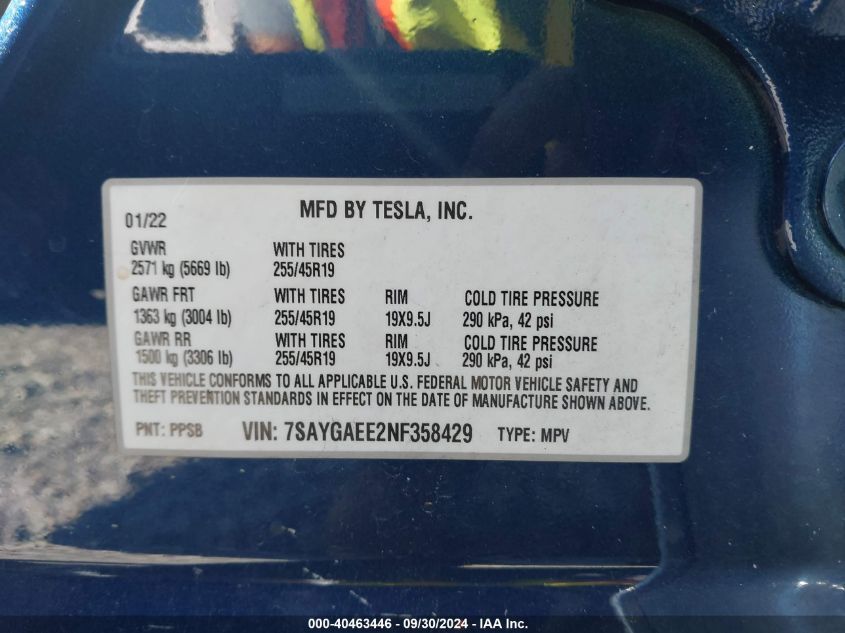 MFD BY TESLA, INC.
01/22
GVWR WITH TIRES
2571 kg (5669 lb) 255/45R19
GAWR FRT WITH TIRES RIM COLD TIRE PRESSURE
1363 kg (3004 lb) 255/45R19 19X9.5J 290 kPa, 42 psi
GAWR RR WITH TIRES RIM COLD TIRE PRESSURE
1500 kg (3306 lb) 255/45R19 19X9.5J 290 kPa, 42 psi
THIS VEHICLE CONFORMS TO ALL APPLICABLE U.S. FEDERAL MOTOR VEHICLE SAFETY AND
THEFT PREVENTION STANDARDS IN EFFECT ON THE DATE OF MANUFACTURE SHOWN ABOVE.
PNT: PPSB VIN: 7SAYGAEE2NF358429 TYPE: MPV
000-40463446 - 09/30/2024 - IAA Inc.